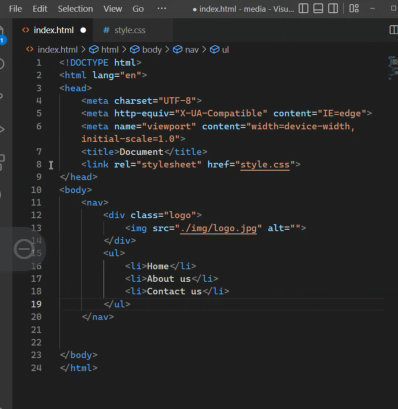 File Edit Selection View Go ··· ● index.html - media - Visu...
<> index.html ● # style.css
<> index.html > html > body > nav > ul
1 <!DOCTYPE html>
2 <html lang="en">
3 <head>
4 <meta charset="UTF-8">
5 <meta http-equiv="X-UA-Compatible" content="IE=edge">
6 <meta name="viewport" content="width=device-width,
initial-scale=1.0">
7 <title>Document</title>
8 <link rel="stylesheet" href="style.css">
9 </head>
10 <body>
11 <nav>
12 <div class="logo">
13 <img src="./img/logo.jpg" alt="">
14 </div>
15 <ul>
16 <li>Home</li>
17 <li>About us</li>
18 <li>Contact us</li>
19 </ul>
20 </nav>
21
22
23 </body>
24 </html>